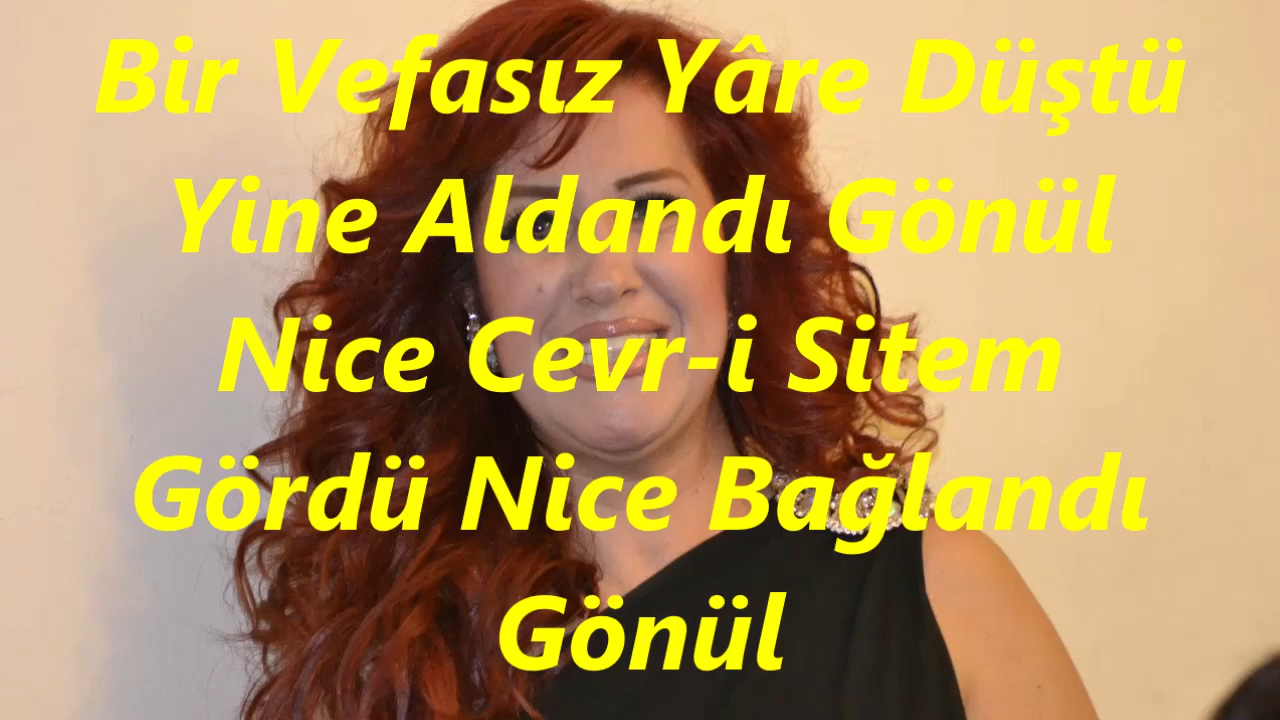 Bir Vefasız Yâre Düştü
Yine Aldandı Gönül
Nice Cevr-i Sitem
Gördü Nice Bağlandı
Gönül